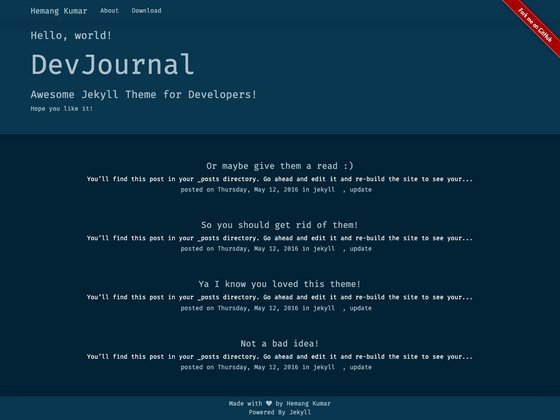 Hemang Kumar About Download
Fork me on GitHub
Hello, world!
DevJournal
Awesome Jekyll Theme for Developers!
Hope you like it!
Or maybe give them a read :)
You'll find this post in your _posts directory. Go ahead and edit it and re-build the site to see your...
posted on Thursday, May 12, 2016 in jekyll , update
So you should get rid of them!
You'll find this post in your _posts directory. Go ahead and edit it and re-build the site to see your...
posted on Thursday, May 12, 2016 in jekyll , update
Ya I know you loved this theme!
You'll find this post in your _posts directory. Go ahead and edit it and re-build the site to see your...
posted on Thursday, May 12, 2016 in jekyll , update
Not a bad idea!
You'll find this post in your _posts directory. Go ahead and edit it and re-build the site to see your...
posted on Thursday, May 12, 2016 in jekyll , update
Made with ❤ by Hemang Kumar
Powered By Jekyll